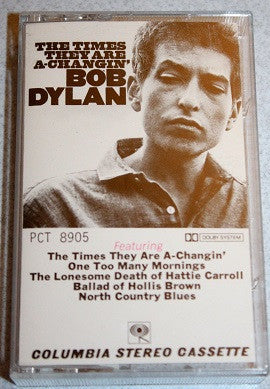 THE TIMES
THEY ARE
A-CHANGIN'
BOB
DYLAN
PCT 8905
DOLBY SYSTEM
Featuring
The Times They Are A-Changin'
One Too Many Mornings
The Lonesome Death of Hattie Carroll
Ballad of Hollis Brown
North Country Blues
COLUMBIA STEREO CASSETTE